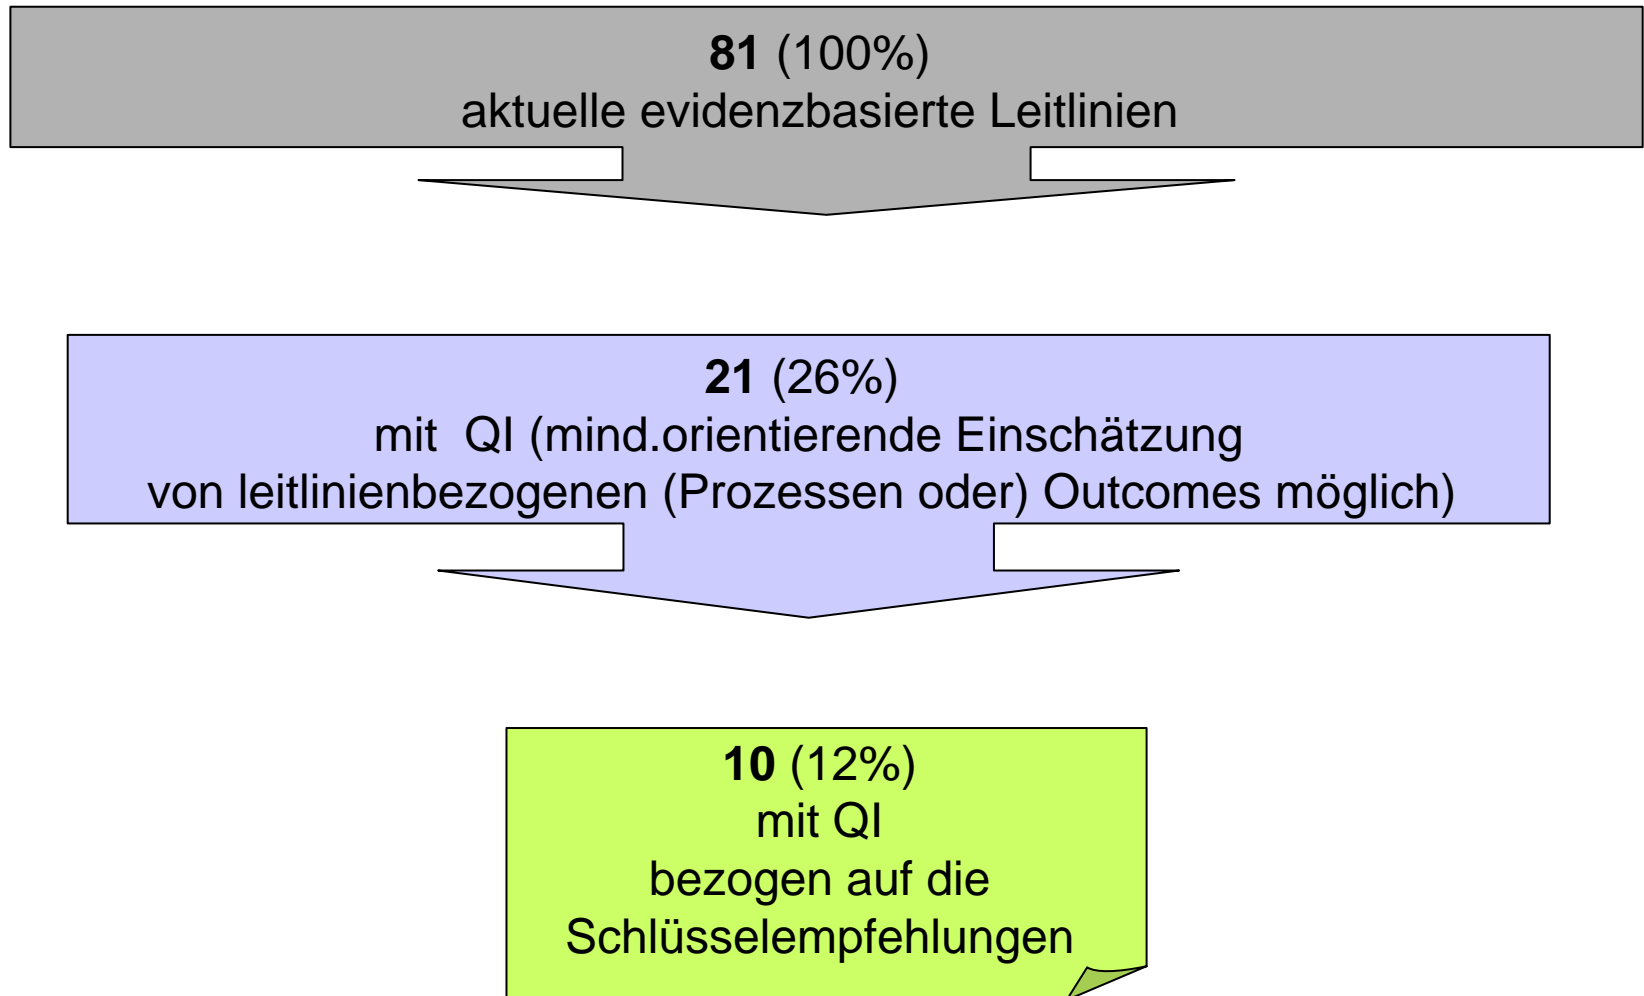 81 (100%)
aktuelle evidenzbasierte Leitlinien
21 (26%)
mit QI (mind.orientierende Einschätzung
von leitlinienbezogenen (Prozessen oder) Outcomes möglich)
10 (12%)
mit QI
bezogen auf die
Schlüsselempfehlungen